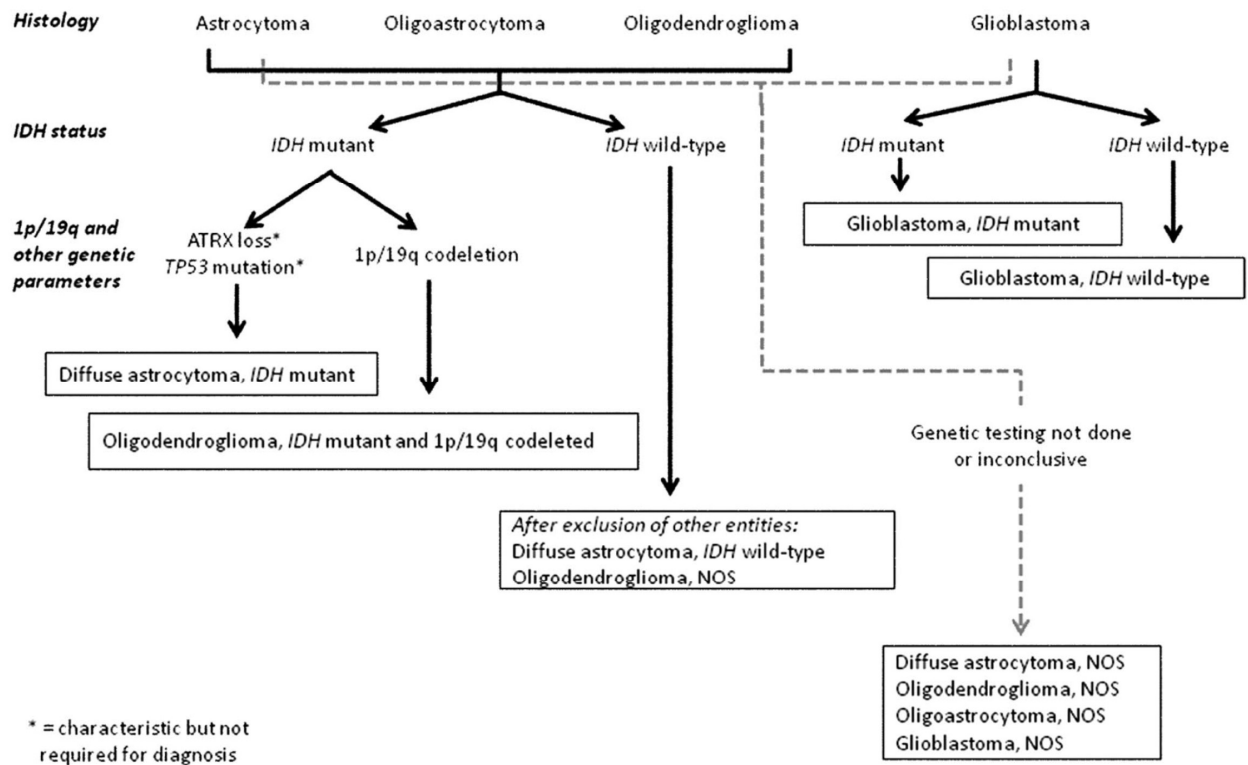 Histology
Astrocytoma
Oligoastrocytoma
Oligodendroglioma
Glioblastoma
IDH status
IDH mutant
IDH wild-type
IDH mutant
IDH wild-type
1p/19q and
other genetic
parameters
ATRX loss*
TP53 mutation*
1p/19q codeletion
Glioblastoma, IDH mutant
Glioblastoma, IDH wild-type
Diffuse astrocytoma, IDH mutant
Oligodendroglioma, IDH mutant and 1p/19q codeleted
Genetic testing not done
or inconclusive
After exclusion of other entities:
Diffuse astrocytoma, IDH wild-type
Oligodendroglioma, NOS
Diffuse astrocytoma, NOS
Oligodendroglioma, NOS
Oligoastrocytoma, NOS
Glioblastoma, NOS
* = characteristic but not
required for diagnosis